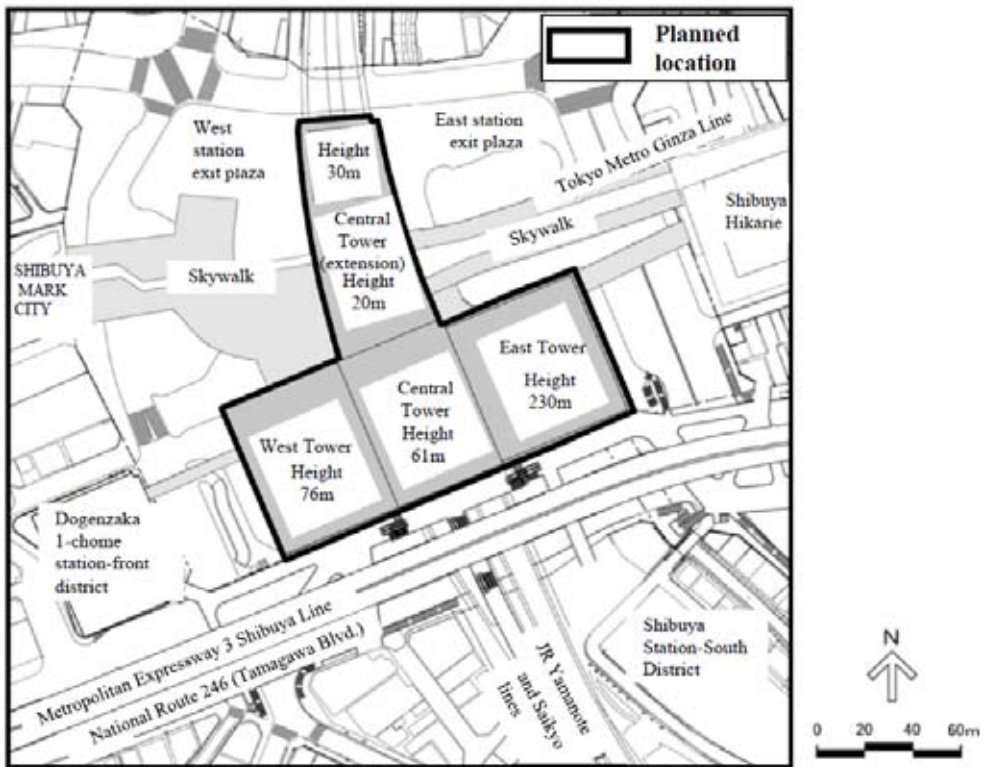 Planned
location
West
station
exit plaza
East station
exit plaza
Height
30m
Tokyo Metro Ginza Line
Shibuya
Hikarie
Central
Tower
(extension)
Height
20m
Skywalk
Skywalk
SHIBUYA
MARK
CITY
East Tower
Height
230m
Central
Tower
Height
61m
West Tower
Height
76m
Dogenzaka
1-chome
station-front
district
Metropolitan Expressway 3 Shibuya Line
National Route 246 (Tamagawa Blvd.)
JR Yamanote
and Saikyo
lines
Shibuya
Station-South
District
N
0 20 40 60m